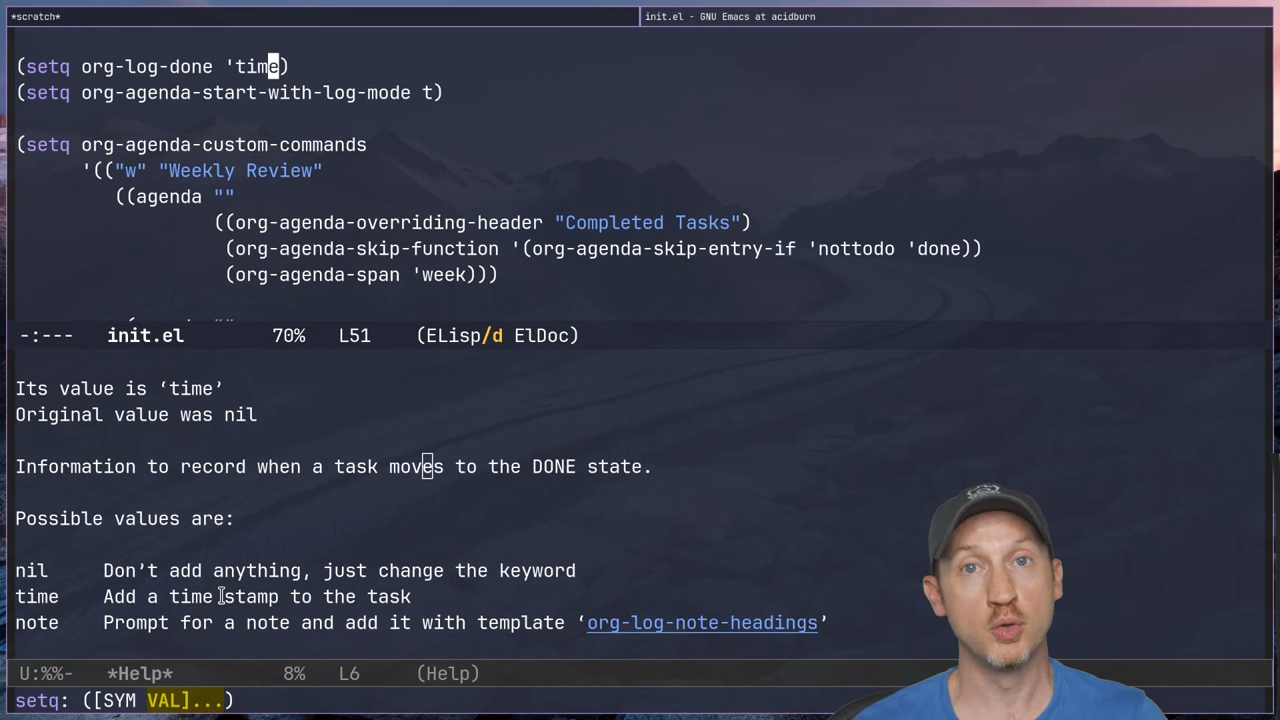 *scratch*
init.el - GNU Emacs at acidburn
(setq org-log-done 'time)
(setq org-agenda-start-with-log-mode t)
(setq org-agenda-custom-commands
'(("w" "Weekly Review"
((agenda ""
((org-agenda-overriding-header "Completed Tasks")
(org-agenda-skip-function '(org-agenda-skip-entry-if 'nottodo 'done))
(org-agenda-span 'week)))
-:--- init.el 70% L51 (ELisp/d ElDoc)
Its value is ‘time’
Original value was nil
Information to record when a task moves to the DONE state.
Possible values are:
nil Don’t add anything, just change the keyword
time Add a time stamp to the task
note Prompt for a note and add it with template ‘org-log-note-headings’
U:%%- *Help* 8% L6 (Help)
setq: ([SYM VAL]...)